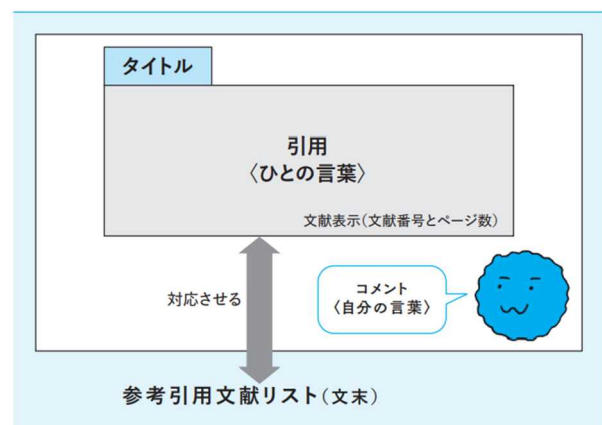 タイトル
引用
〈ひとの言葉〉
文献表示(文献番号とページ数)
対応させる
コメント
〈自分の言葉〉
参考引用文献リスト(文末)